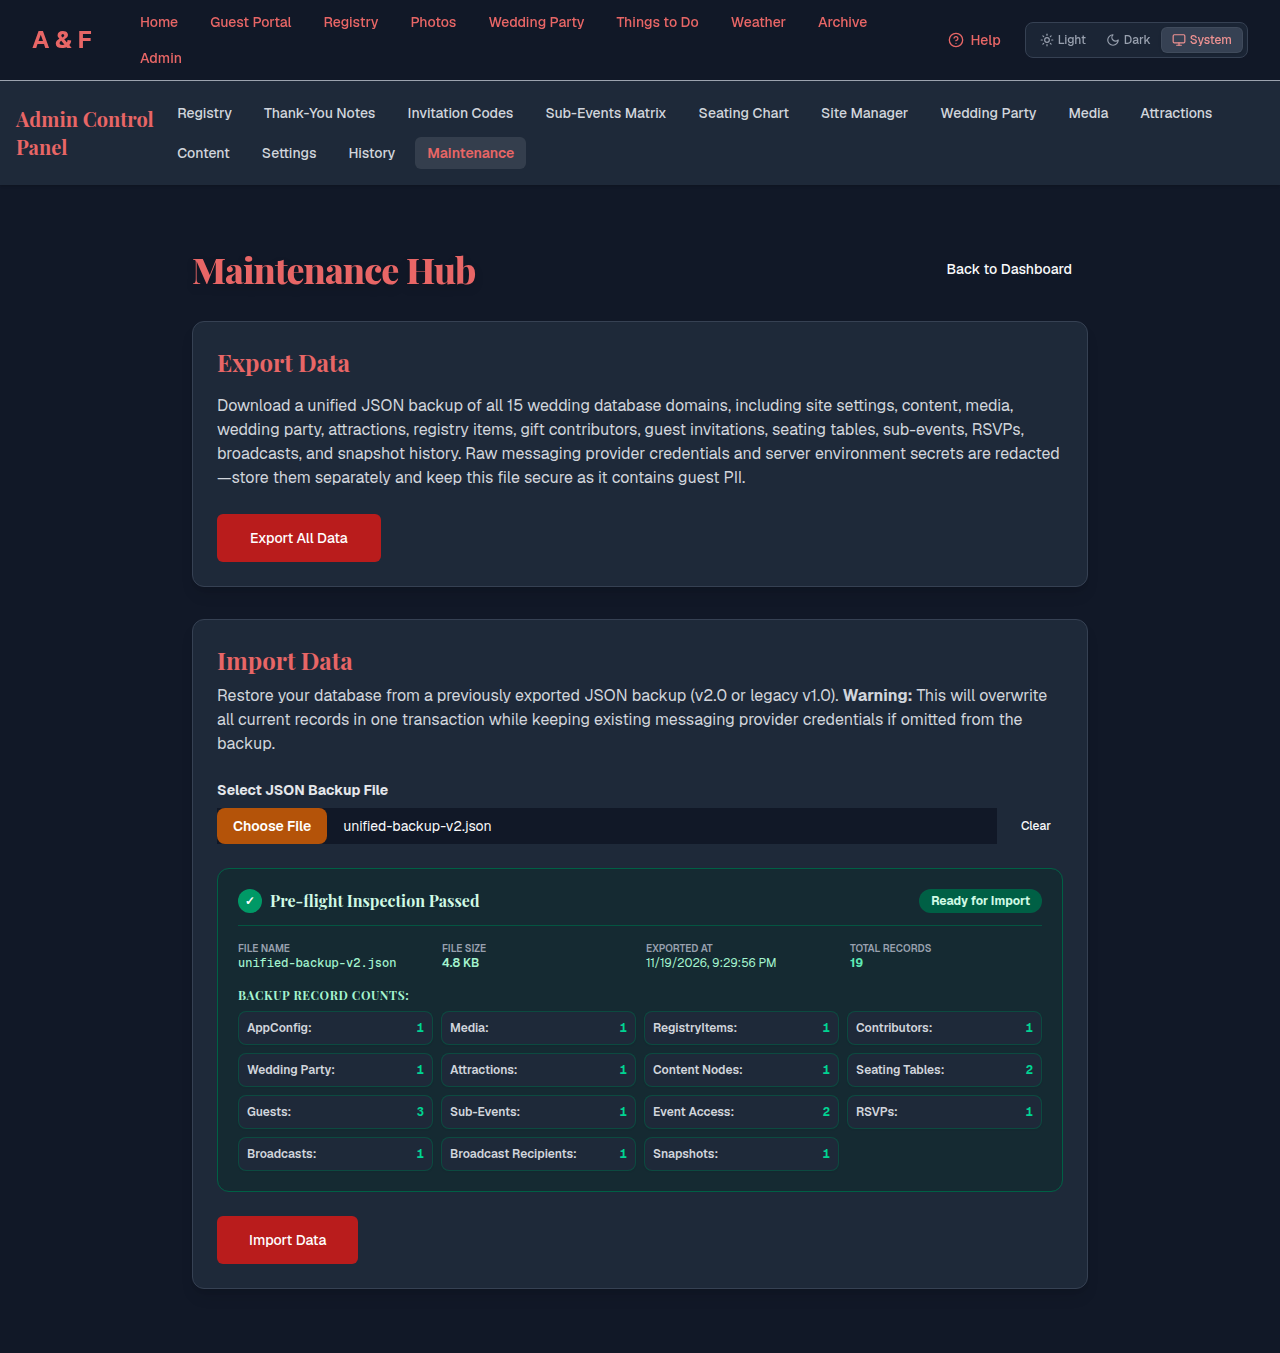 A & F
Home Guest Portal Registry Photos Wedding Party Things to Do Weather Archive
Admin
Help
Light Dark System
Admin Control
Panel
Registry Thank-You Notes Invitation Codes Sub-Events Matrix Seating Chart Site Manager Wedding Party Media Attractions
Content Settings History Maintenance
Maintenance Hub
Back to Dashboard
Export Data
Download a unified JSON backup of all 15 wedding database domains, including site settings, content, media,
wedding party, attractions, registry items, gift contributors, guest invitations, seating tables, sub-events, RSVPs,
broadcasts, and snapshot history. Raw messaging provider credentials and server environment secrets are redacted
—store them separately and keep this file secure as it contains guest PII.
Export All Data
Import Data
Restore your database from a previously exported JSON backup (v2.0 or legacy v1.0). Warning: This will overwrite
all current records in one transaction while keeping existing messaging provider credentials if omitted from the
backup.
Select JSON Backup File
Choose File unified-backup-v2.json Clear
✓ Pre-flight Inspection Passed Ready for Import
FILE NAME FILE SIZE EXPORTED AT TOTAL RECORDS
unified-backup-v2.json 4.8 KB 11/19/2026, 9:29:56 PM 19
BACKUP RECORD COUNTS:
AppConfig: 1 Media: 1 RegistryItems: 1 Contributors: 1
Wedding Party: 1 Attractions: 1 Content Nodes: 1 Seating Tables: 2
Guests: 3 Sub-Events: 1 Event Access: 2 RSVPs: 1
Broadcasts: 1 Broadcast Recipients: 1 Snapshots: 1
Import Data